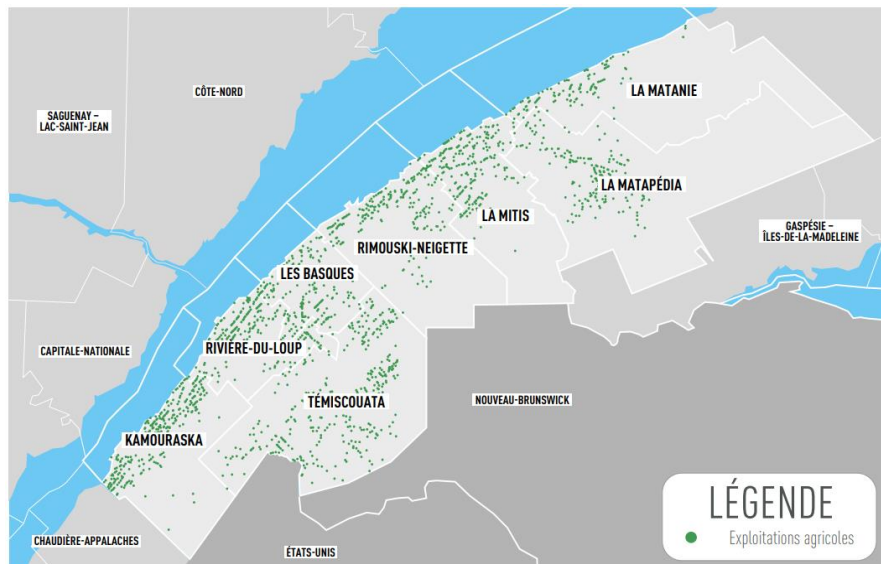 CÔTE-NORD
SAGUENAY –
LAC-SAINT-JEAN
LA MATANIE
LA MATAPÉDIA
LA MITIS
GASPÉSIE –
ÎLES-DE-LA-MADELEINE
RIMOUSKI-NEIGETTE
LES BASQUES
CAPITALE-NATIONALE
RIVIÈRE-DU-LOUP
TÉMISCOUATA
NOUVEAU-BRUNSWICK
KAMOURASKA
CHAUDIÈRE-APPALACHES
ÉTATS-UNIS
LÉGENDE
Exploitations agricoles